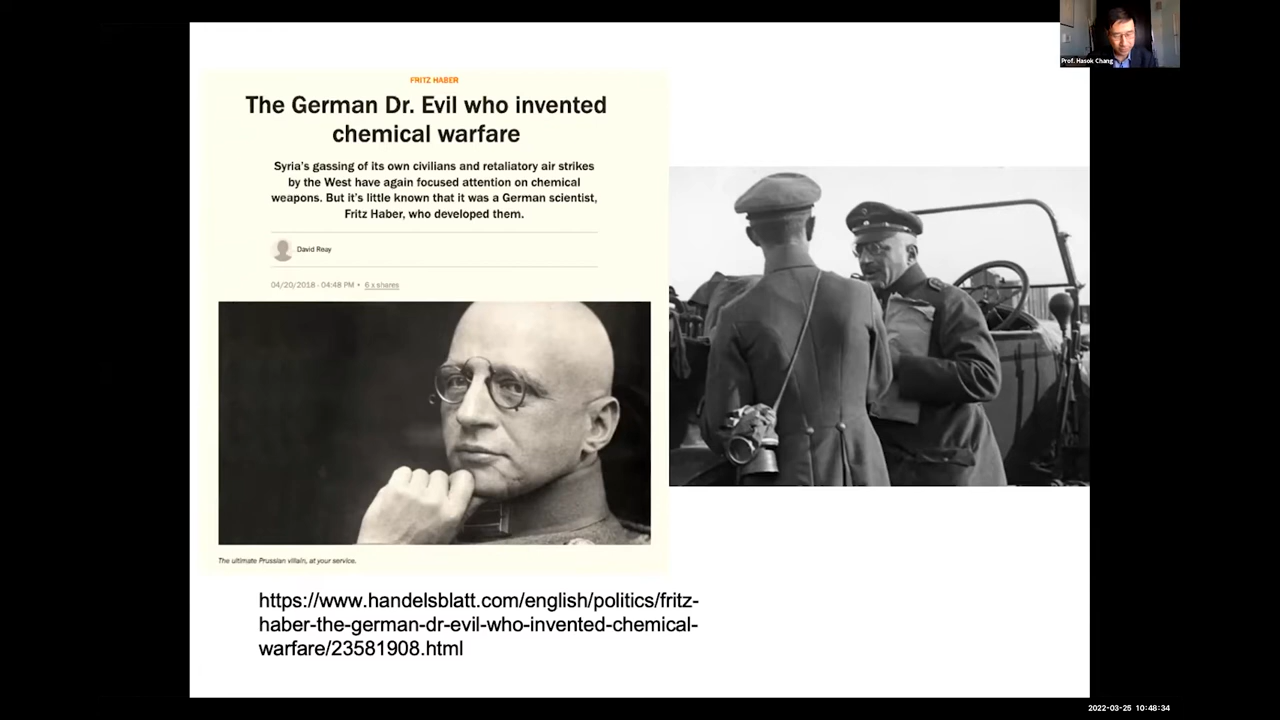 Prof. Hasok Chang
FRITZ HABER
The German Dr. Evil who invented
chemical warfare
Syria's gassing of its own civilians and retaliatory air strikes
by the West have again focused attention on chemical
weapons. But it's little known that it was a German scientist,
Fritz Haber, who developed them.
David Reay
04/20/2018 - 04:48 PM • 6 x shares
The ultimate Prussian villain, at your service.
https://www.handelsblatt.com/english/politics/fritz-
haber-the-german-dr-evil-who-invented-chemical-
warfare/23581908.html
2022-03-25 10:48:34